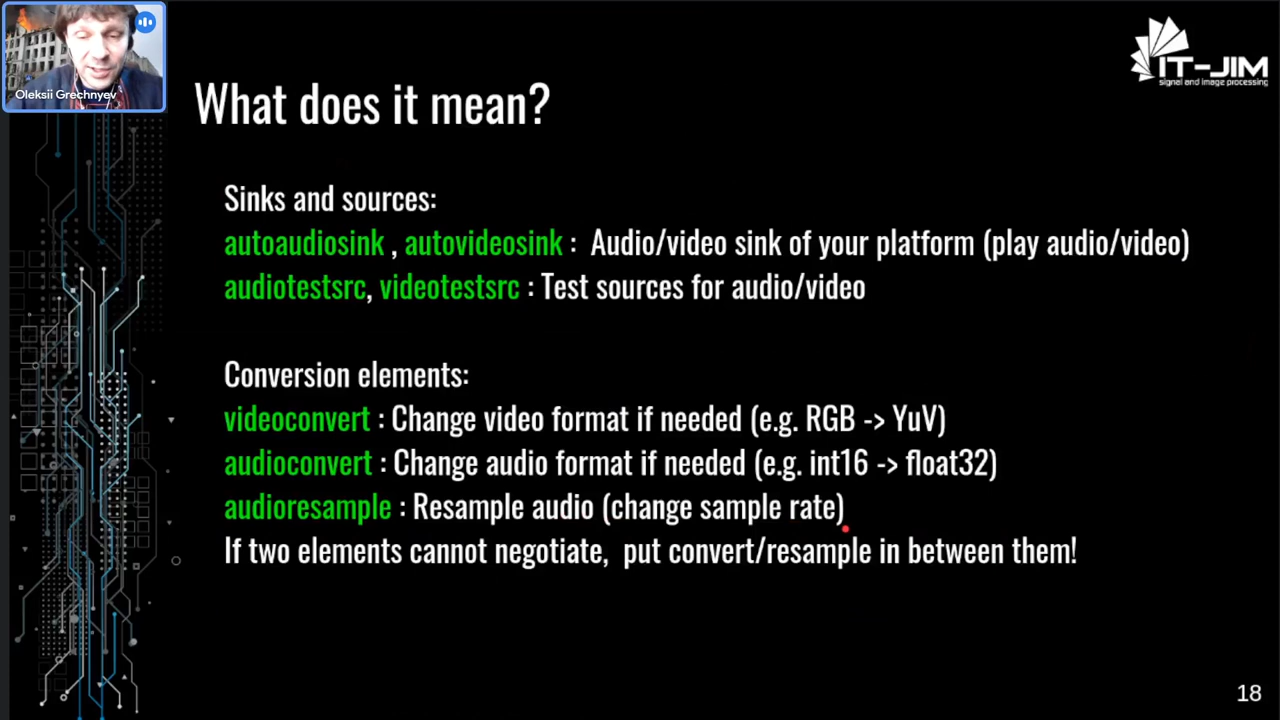 Oleksii Grechnyev
IT-JIM
signal and image processing
What does it mean?
Sinks and sources:
autoaudiosink , autovideosink : Audio/video sink of your platform (play audio/video)
audiotestsrc, videotestsrc : Test sources for audio/video
Conversion elements:
videoconvert : Change video format if needed (e.g. RGB -> YuV)
audioconvert : Change audio format if needed (e.g. int16 -> float32)
audioresample : Resample audio (change sample rate)
If two elements cannot negotiate, put convert/resample in between them!
18